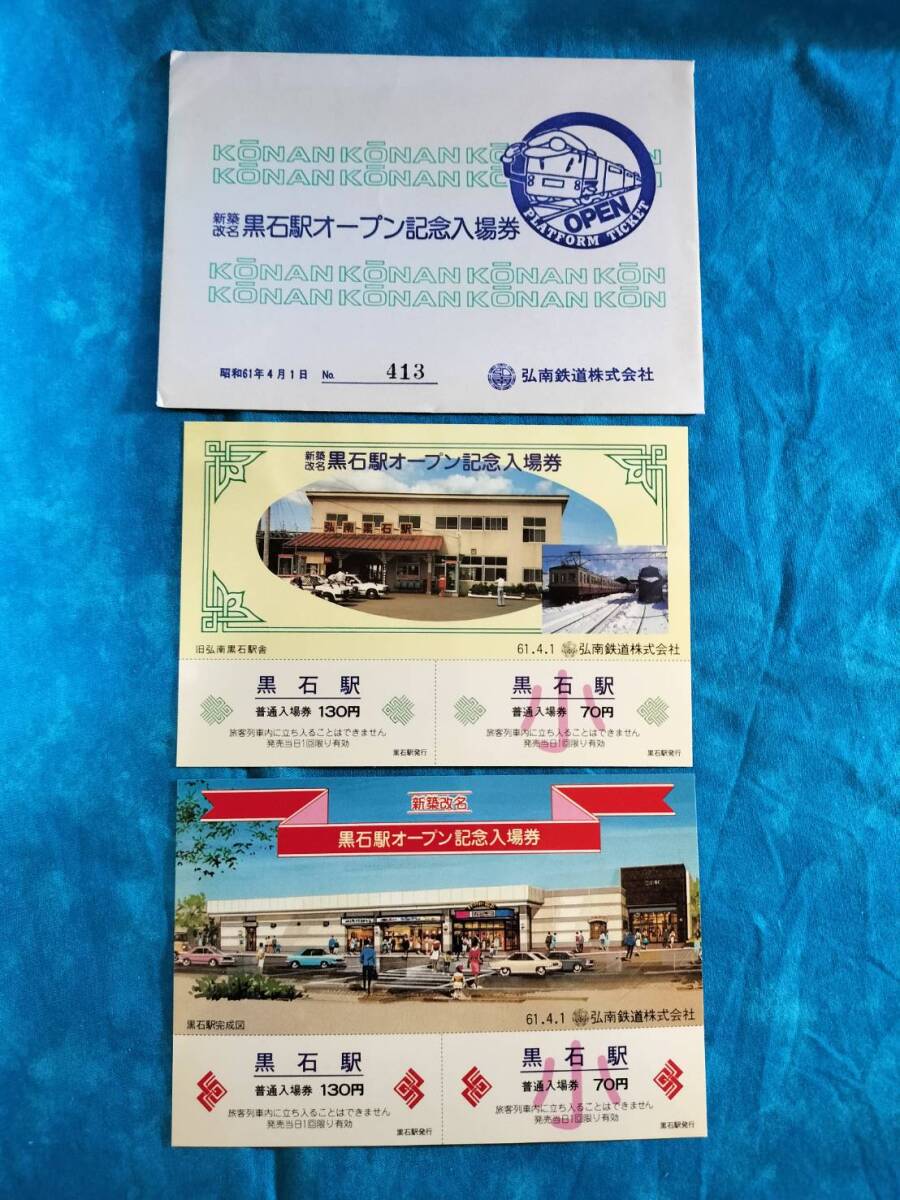 KŌNAN KŌNAN KŌ N
KŌNAN KŌNAN KŌ
OPEN
PLATFORM TICKET
新築
改名 黒石駅オープン記念入場券
KŌNAN KŌNAN KŌNAN KŌN
KŌNAN KŌNAN KŌNAN KŌN
昭和61年4月1日 No. 413 弘南鉄道株式会社
新築
改名 黒石駅オープン記念入場券
弘南黒石駅
旧弘南黒石駅舎 61.4.1 弘南鉄道株式会社
黒石駅
普通入場券 130円
旅客列車内に立ち入ることはできません
発売当日1回限り有効
黒石駅発行
黒石駅
小
普通入場券 70円
旅客列車内に立ち入ることはできません
発売当日1回限り有効
黒石駅発行
新築改名
黒石駅オープン記念入場券
黒石駅完成図 61.4.1 弘南鉄道株式会社
黒石駅
普通入場券 130円
旅客列車内に立ち入ることはできません
発売当日1回限り有効
黒石駅発行
黒石駅
小
普通入場券 70円
旅客列車内に立ち入ることはできません
発売当日1回限り有効
黒石駅発行